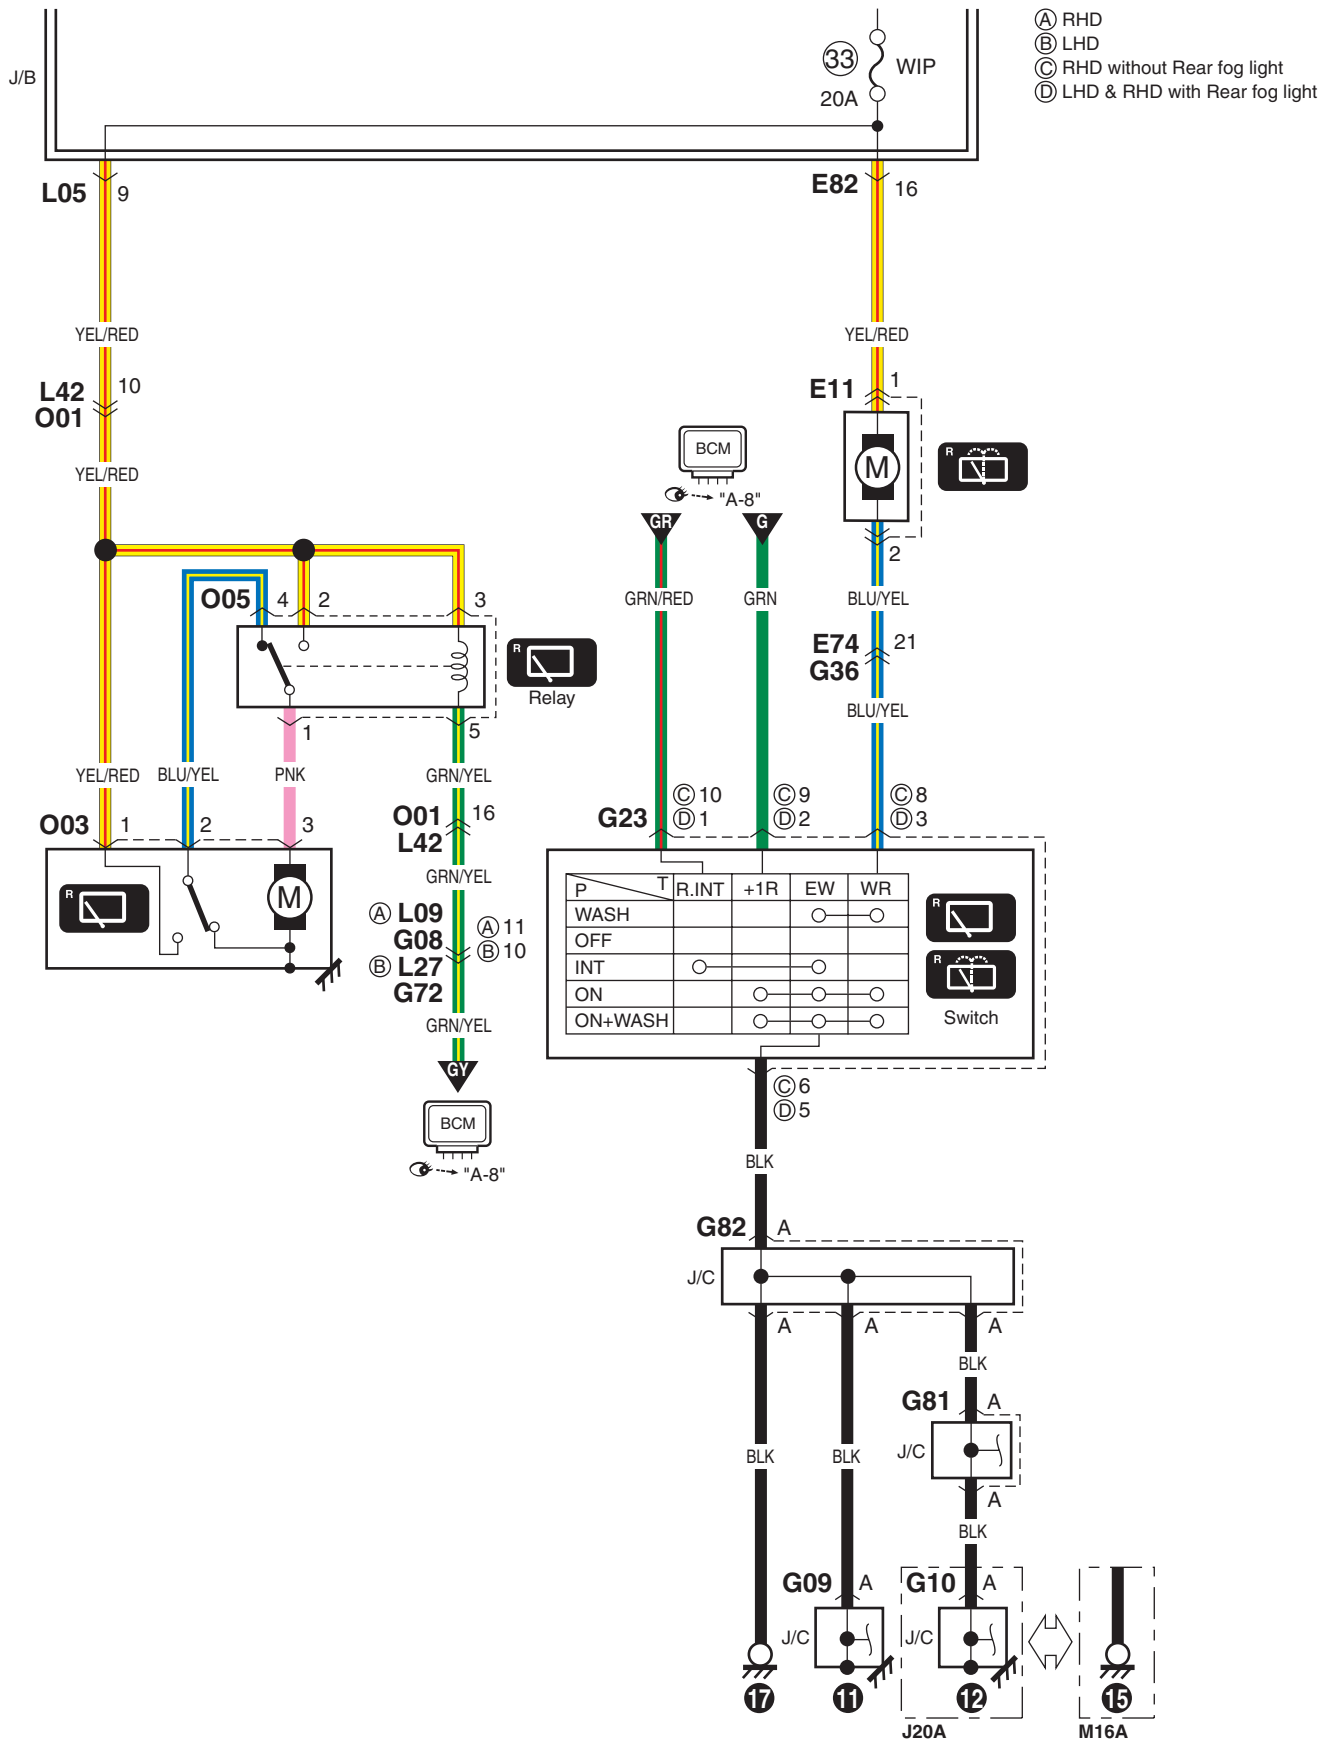 Ⓐ RHD
Ⓑ LHD
Ⓒ RHD without Rear fog light
Ⓓ LHD & RHD with Rear fog light
J/B
33 WIP
20A
L05 9
E82 16
YEL/RED
YEL/RED
L42 10
O01
E11 1
YEL/RED
BCM
"A-8"
M
R
GR
G
2
O05 4 2 3
GRN/RED
GRN
BLU/YEL
R
Relay
E74 21
G36
BLU/YEL
1
5
YEL/RED
BLU/YEL
PNK
GRN/YEL
O03 1 2 3
O01 16
L42
G23
Ⓒ10
Ⓓ1
Ⓒ9
Ⓓ2
Ⓒ8
Ⓓ3
R
M
GRN/YEL
Ⓐ L09
G08
Ⓑ L27
G72
Ⓐ11
Ⓑ10
GRN/YEL
GY
BCM
"A-8"
P T R.INT +1R EW WR
WASH
OFF
INT
ON
ON+WASH
R
R
Switch
Ⓒ6
Ⓓ5
BLK
G82 A
J/C
A
A
A
BLK
G81 A
J/C
A
BLK
BLK
BLK
G09 A
J/C
G10 A
J/C
17
11
12
15
J20A
M16A